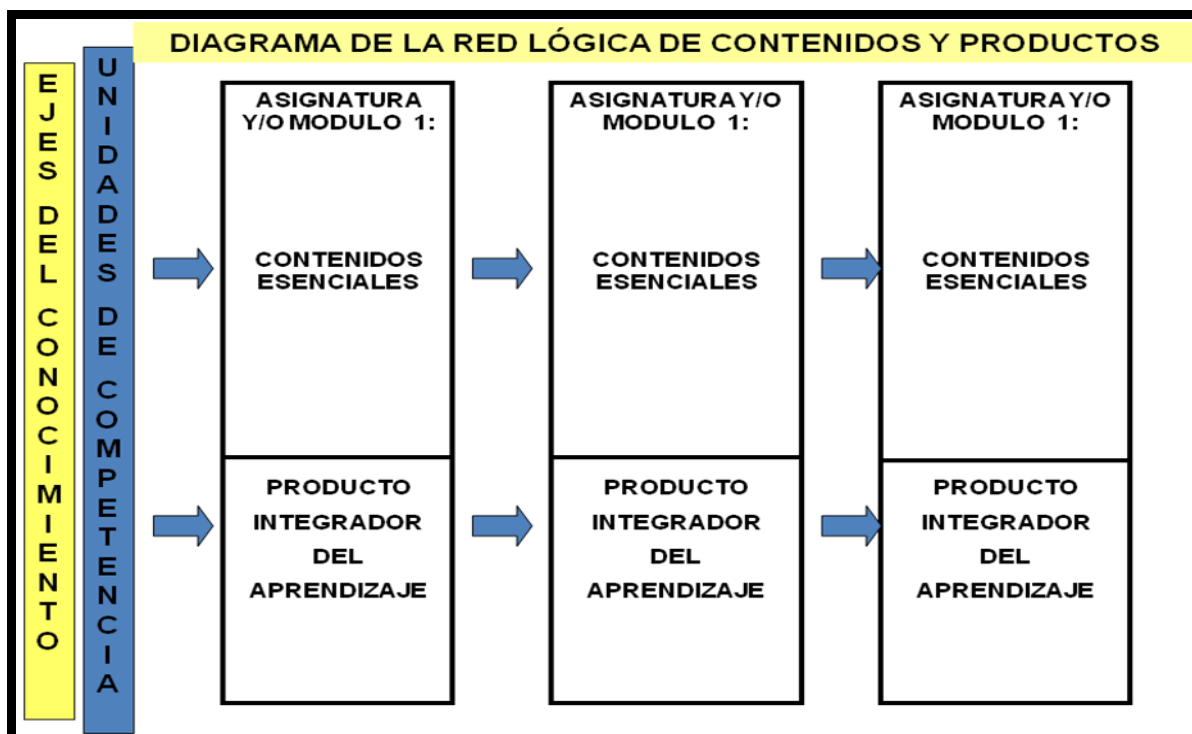 DIAGRAMA DE LA RED LÓGICA DE CONTENIDOS Y PRODUCTOS
EJES DEL CONOCIMIENTO
UNIDADES DE COMPETENCIA
ASIGNATURA
Y/O MODULO 1:
CONTENIDOS
ESENCIALES
PRODUCTO
INTEGRADOR
DEL
APRENDIZAJE
ASIGNATURA Y/O
MODULO 1:
CONTENIDOS
ESENCIALES
PRODUCTO
INTEGRADOR
DEL
APRENDIZAJE
ASIGNATURA Y/O
MODULO 1:
CONTENIDOS
ESENCIALES
PRODUCTO
INTEGRADOR
DEL
APRENDIZAJE